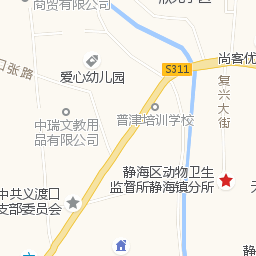 商贸有限公司
口张路
爱心幼儿园
S311
尚客优
复兴大街
中瑞文教用
品有限公司
晋津培训学校
静海区动物卫生
监督所静海镇分所
中共义渡口
支部委员会